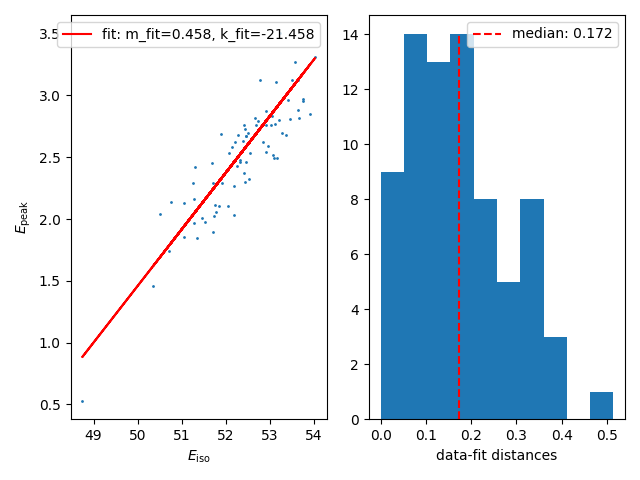 fit: m_fit=0.458, k_fit=-21.458
3.5
3.0
2.5
2.0
1.5
1.0
0.5
E_peak
49 50 51 52 53 54
E_iso
median: 0.172
14
12
10
8
6
4
2
0
0.0 0.1 0.2 0.3 0.4 0.5
data-fit distances